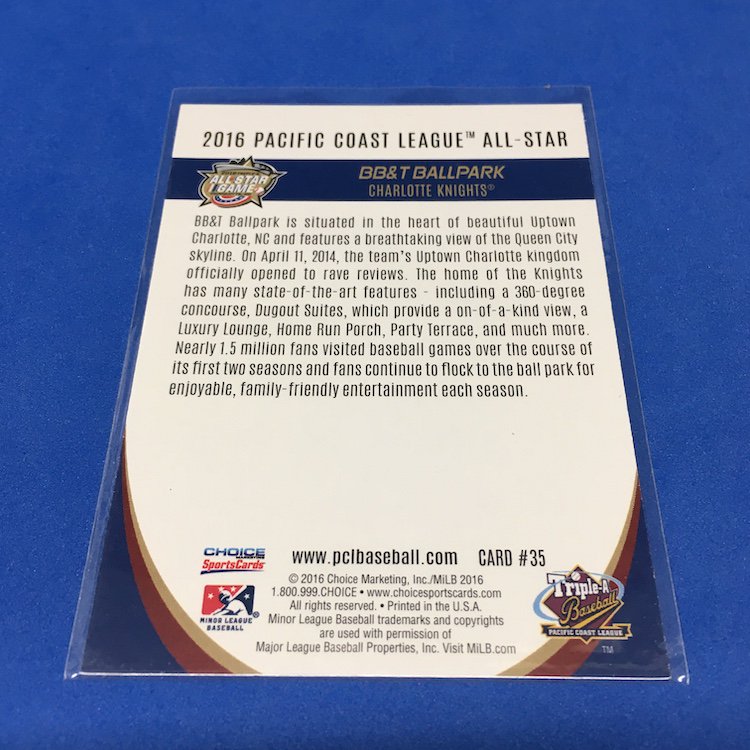 2016 PACIFIC COAST LEAGUE™ ALL-STAR
ALL STAR
GAME
BB&T BALLPARK
CHARLOTTE KNIGHTS®
BB&T Ballpark is situated in the heart of beautiful Uptown
Charlotte, NC and features a breathtaking view of the Queen City
skyline. On April 11, 2014, the team's Uptown Charlotte kingdom
officially opened to rave reviews. The home of the Knights
has many state-of-the-art features - including a 360-degree
concourse, Dugout Suites, which provide a on-of-a-kind view, a
Luxury Lounge, Home Run Porch, Party Terrace, and much more.
Nearly 1.5 million fans visited baseball games over the course of
its first two seasons and fans continue to flock to the ball park for
enjoyable, family-friendly entertainment each season.
CHOICE
MARKETING
SportsCards™
www.pclbaseball.com CARD #35
© 2016 Choice Marketing, Inc./MiLB 2016
1.800.999.CHOICE • www.choicesportscards.com
All rights reserved. • Printed in the U.S.A.
Minor League Baseball trademarks and copyrights
are used with permission of
Major League Baseball Properties, Inc. Visit MiLB.com
MINOR LEAGUE
BASEBALL
Triple-A
Baseball
PACIFIC COAST LEAGUE
TM